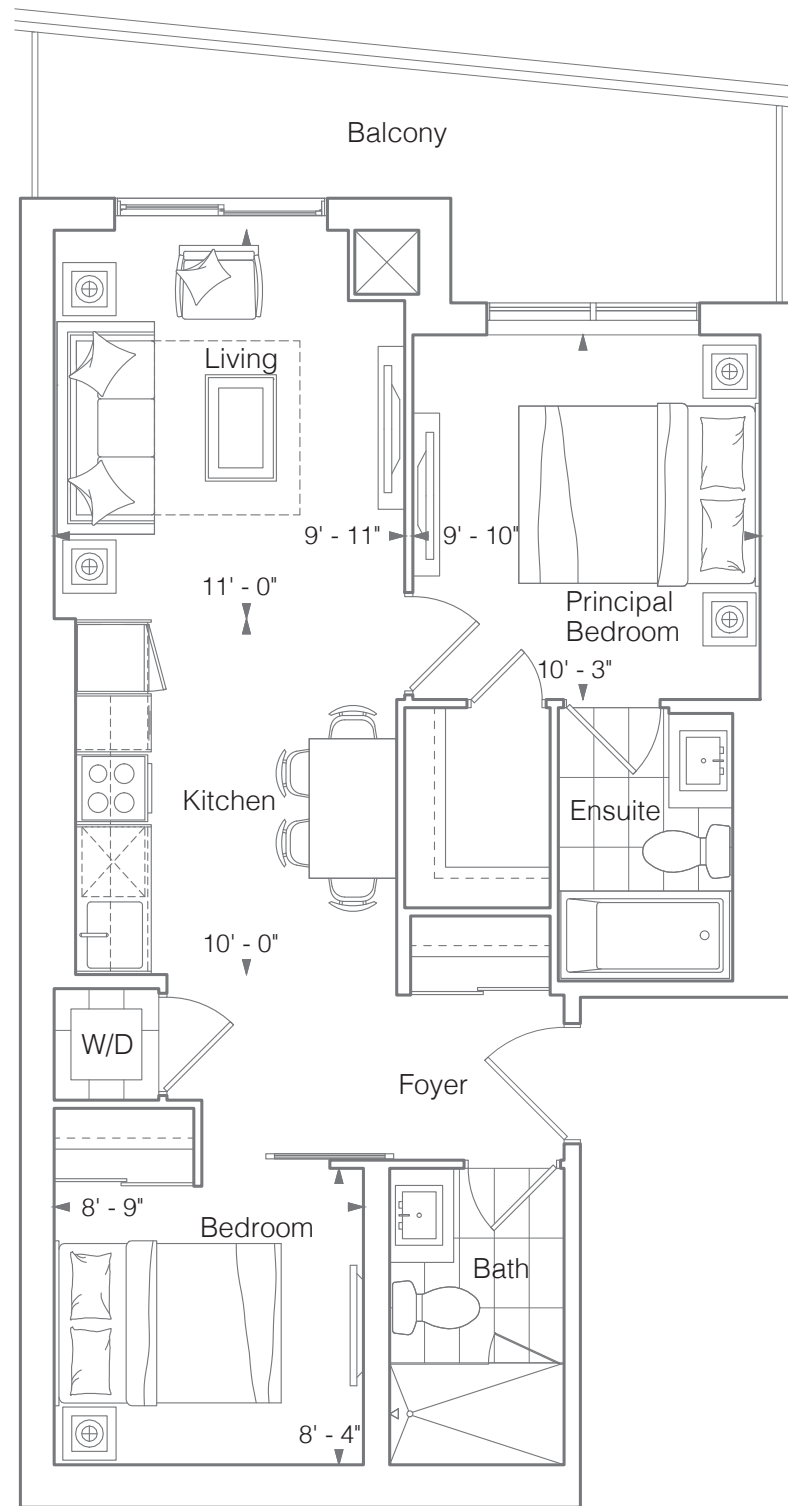 Balcony
Living
9' - 11"
9' - 10"
11' - 0"
Principal
Bedroom
10' - 3"
Kitchen
Ensuite
10' - 0"
W/D
Foyer
8' - 9"
Bedroom
Bath
8' - 4"